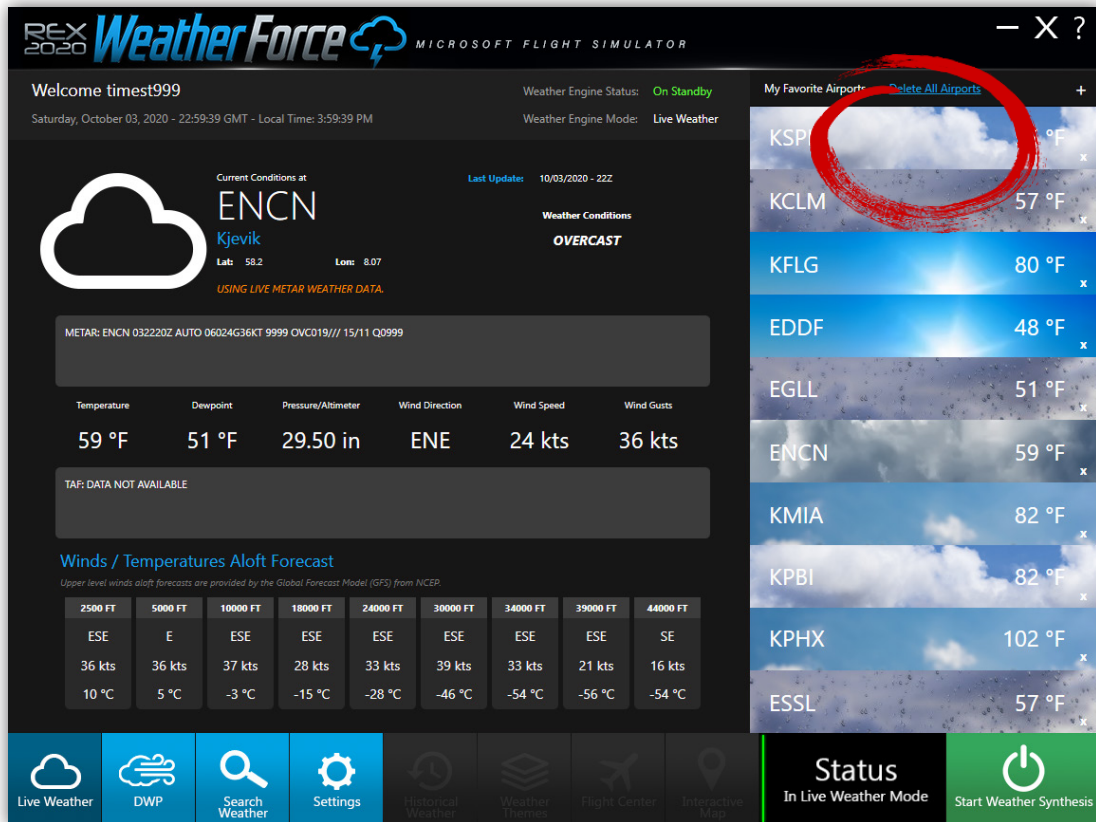 REX 2020 WeatherForce MICROSOFT FLIGHT SIMULATOR
— X ?
Welcome timest999
Saturday, October 03, 2020 - 22:59:39 GMT - Local Time: 3:59:39 PM
Weather Engine Status: On Standby
Weather Engine Mode: Live Weather
Current Conditions at
ENCN
Kjevik
Lat: 58.2 Lon: 8.07
USING LIVE METAR WEATHER DATA.
Last Update: 10/03/2020 - 22Z
Weather Conditions
OVERCAST
METAR: ENCN 032220Z AUTO 06024G36KT 9999 OVC019/// 15/11 Q0999
Temperature Dewpoint Pressure/Altimeter Wind Direction Wind Speed Wind Gusts
59 °F 51 °F 29.50 in ENE 24 kts 36 kts
TAF: DATA NOT AVAILABLE
Winds / Temperatures Aloft Forecast
Upper level winds aloft forecasts are provided by the Global Forecast Model (GFS) from NCEP.
2500 FT 5000 FT 10000 FT 18000 FT 24000 FT 30000 FT 34000 FT 39000 FT 44000 FT
ESE E ESE ESE ESE ESE ESE ESE SE
36 kts 36 kts 37 kts 28 kts 33 kts 39 kts 33 kts 21 kts 16 kts
10 °C 5 °C -3 °C -15 °C -28 °C -46 °C -54 °C -56 °C -54 °C
My Favorite Airports Delete All Airports +
°F x
KCLM 57 °F x
KFLG 80 °F x
EDDF 48 °F x
EGLL 51 °F x
ENCN 59 °F x
KMIA 82 °F x
KPBI 82 °F x
KPHX 102 °F x
ESSL 57 °F x
Live Weather
DWP
Search
Weather
Settings
Historical
Weather
Weather
Themes
Flight Center
Interactive
Map
Status
In Live Weather Mode
Start Weather Synthesis